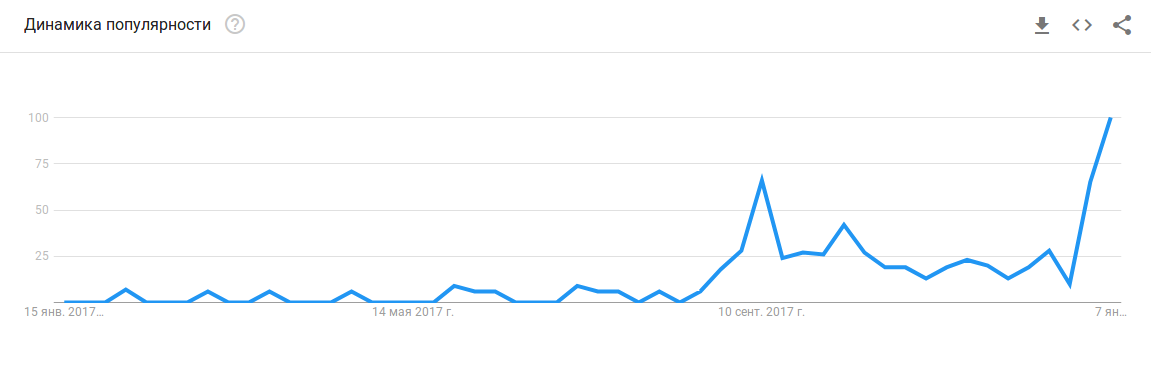 Динамика популярности ?
100
75
50
25
15 янв. 2017…
14 мая 2017 г.
10 сент. 2017 г.
7 ян…